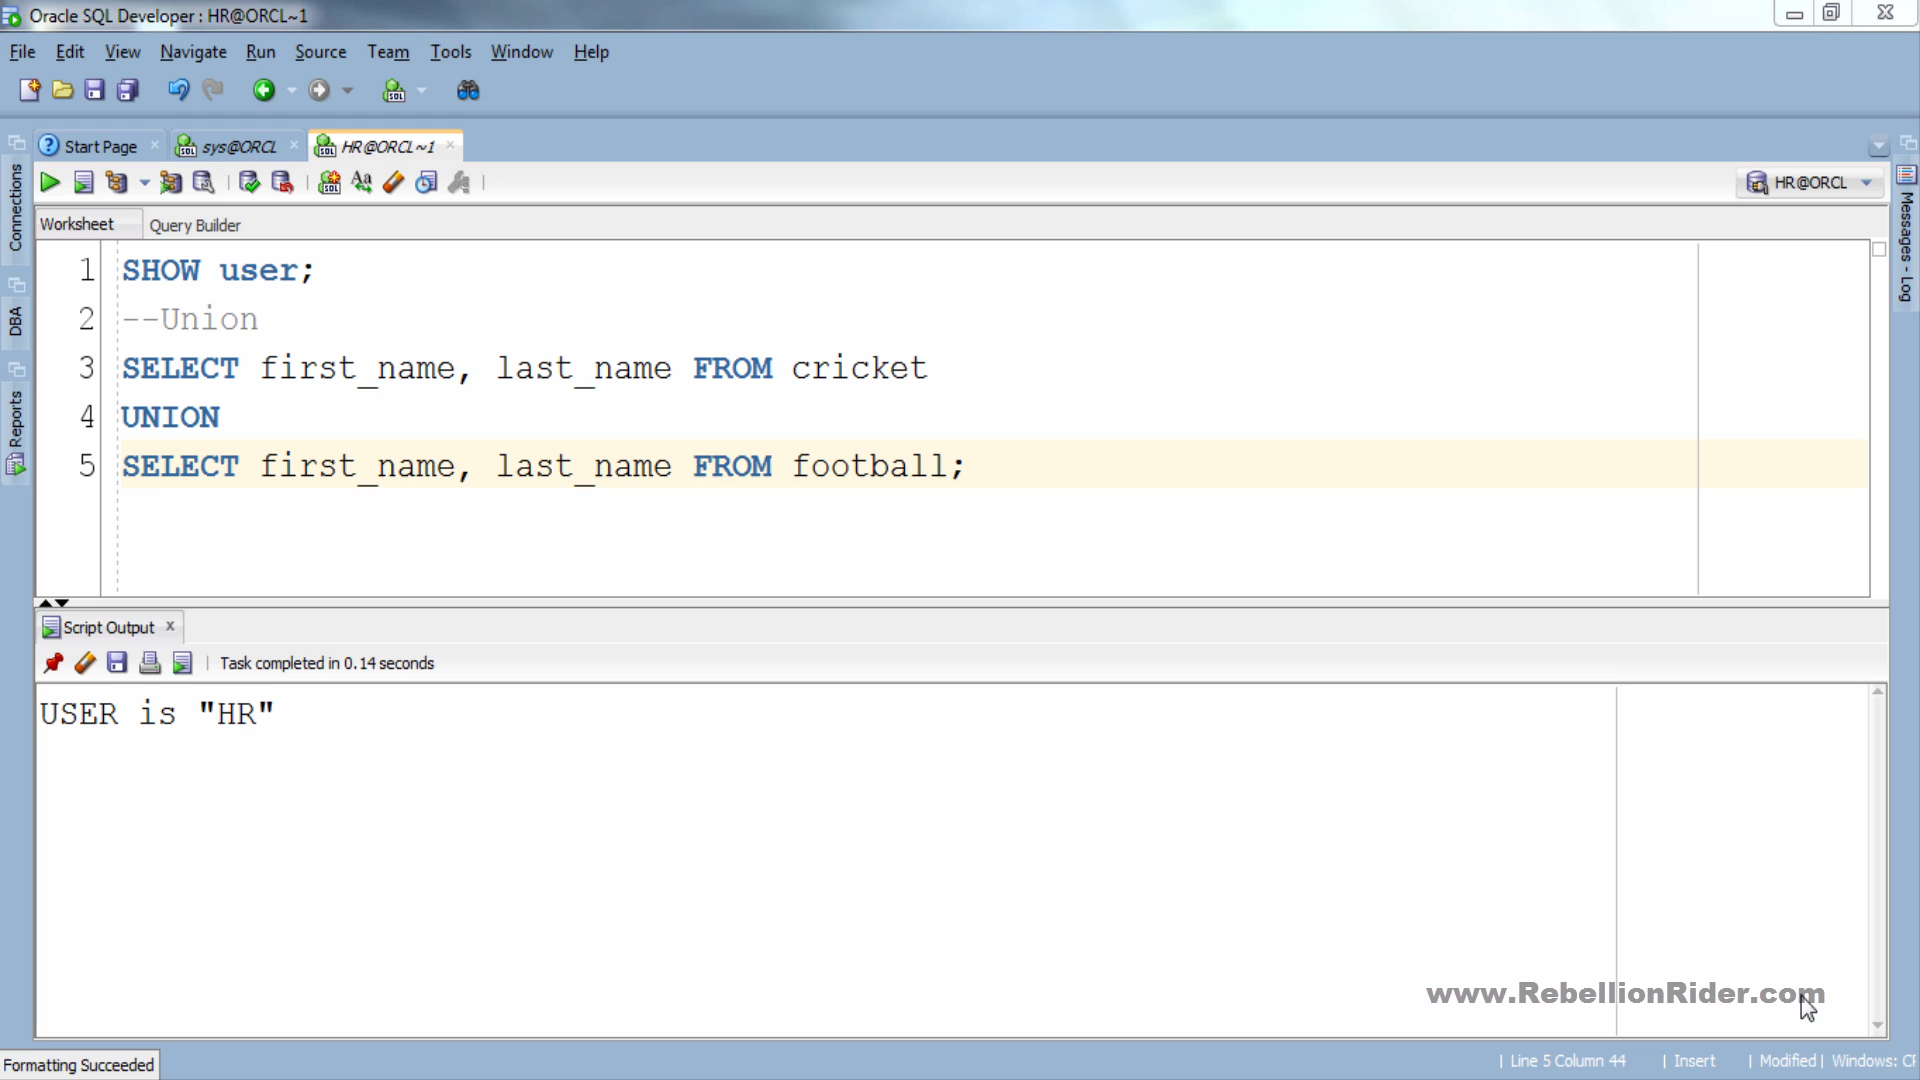 Oracle SQL Developer : HR@ORCL~1
File Edit View Navigate Run Source Team Tools Window Help
Start Page sys@ORCL HR@ORCL~1
HR@ORCL
Worksheet Query Builder
1 SHOW user;
2 --Union
3 SELECT first_name, last_name FROM cricket
4 UNION
5 SELECT first_name, last_name FROM football;
Connections
DBA
Reports
Messages - Log
Script Output
Task completed in 0.14 seconds
USER is "HR"
www.RebellionRider.com
Formatting Succeeded
Line 5 Column 44 | Insert | Modified | Windows: CF